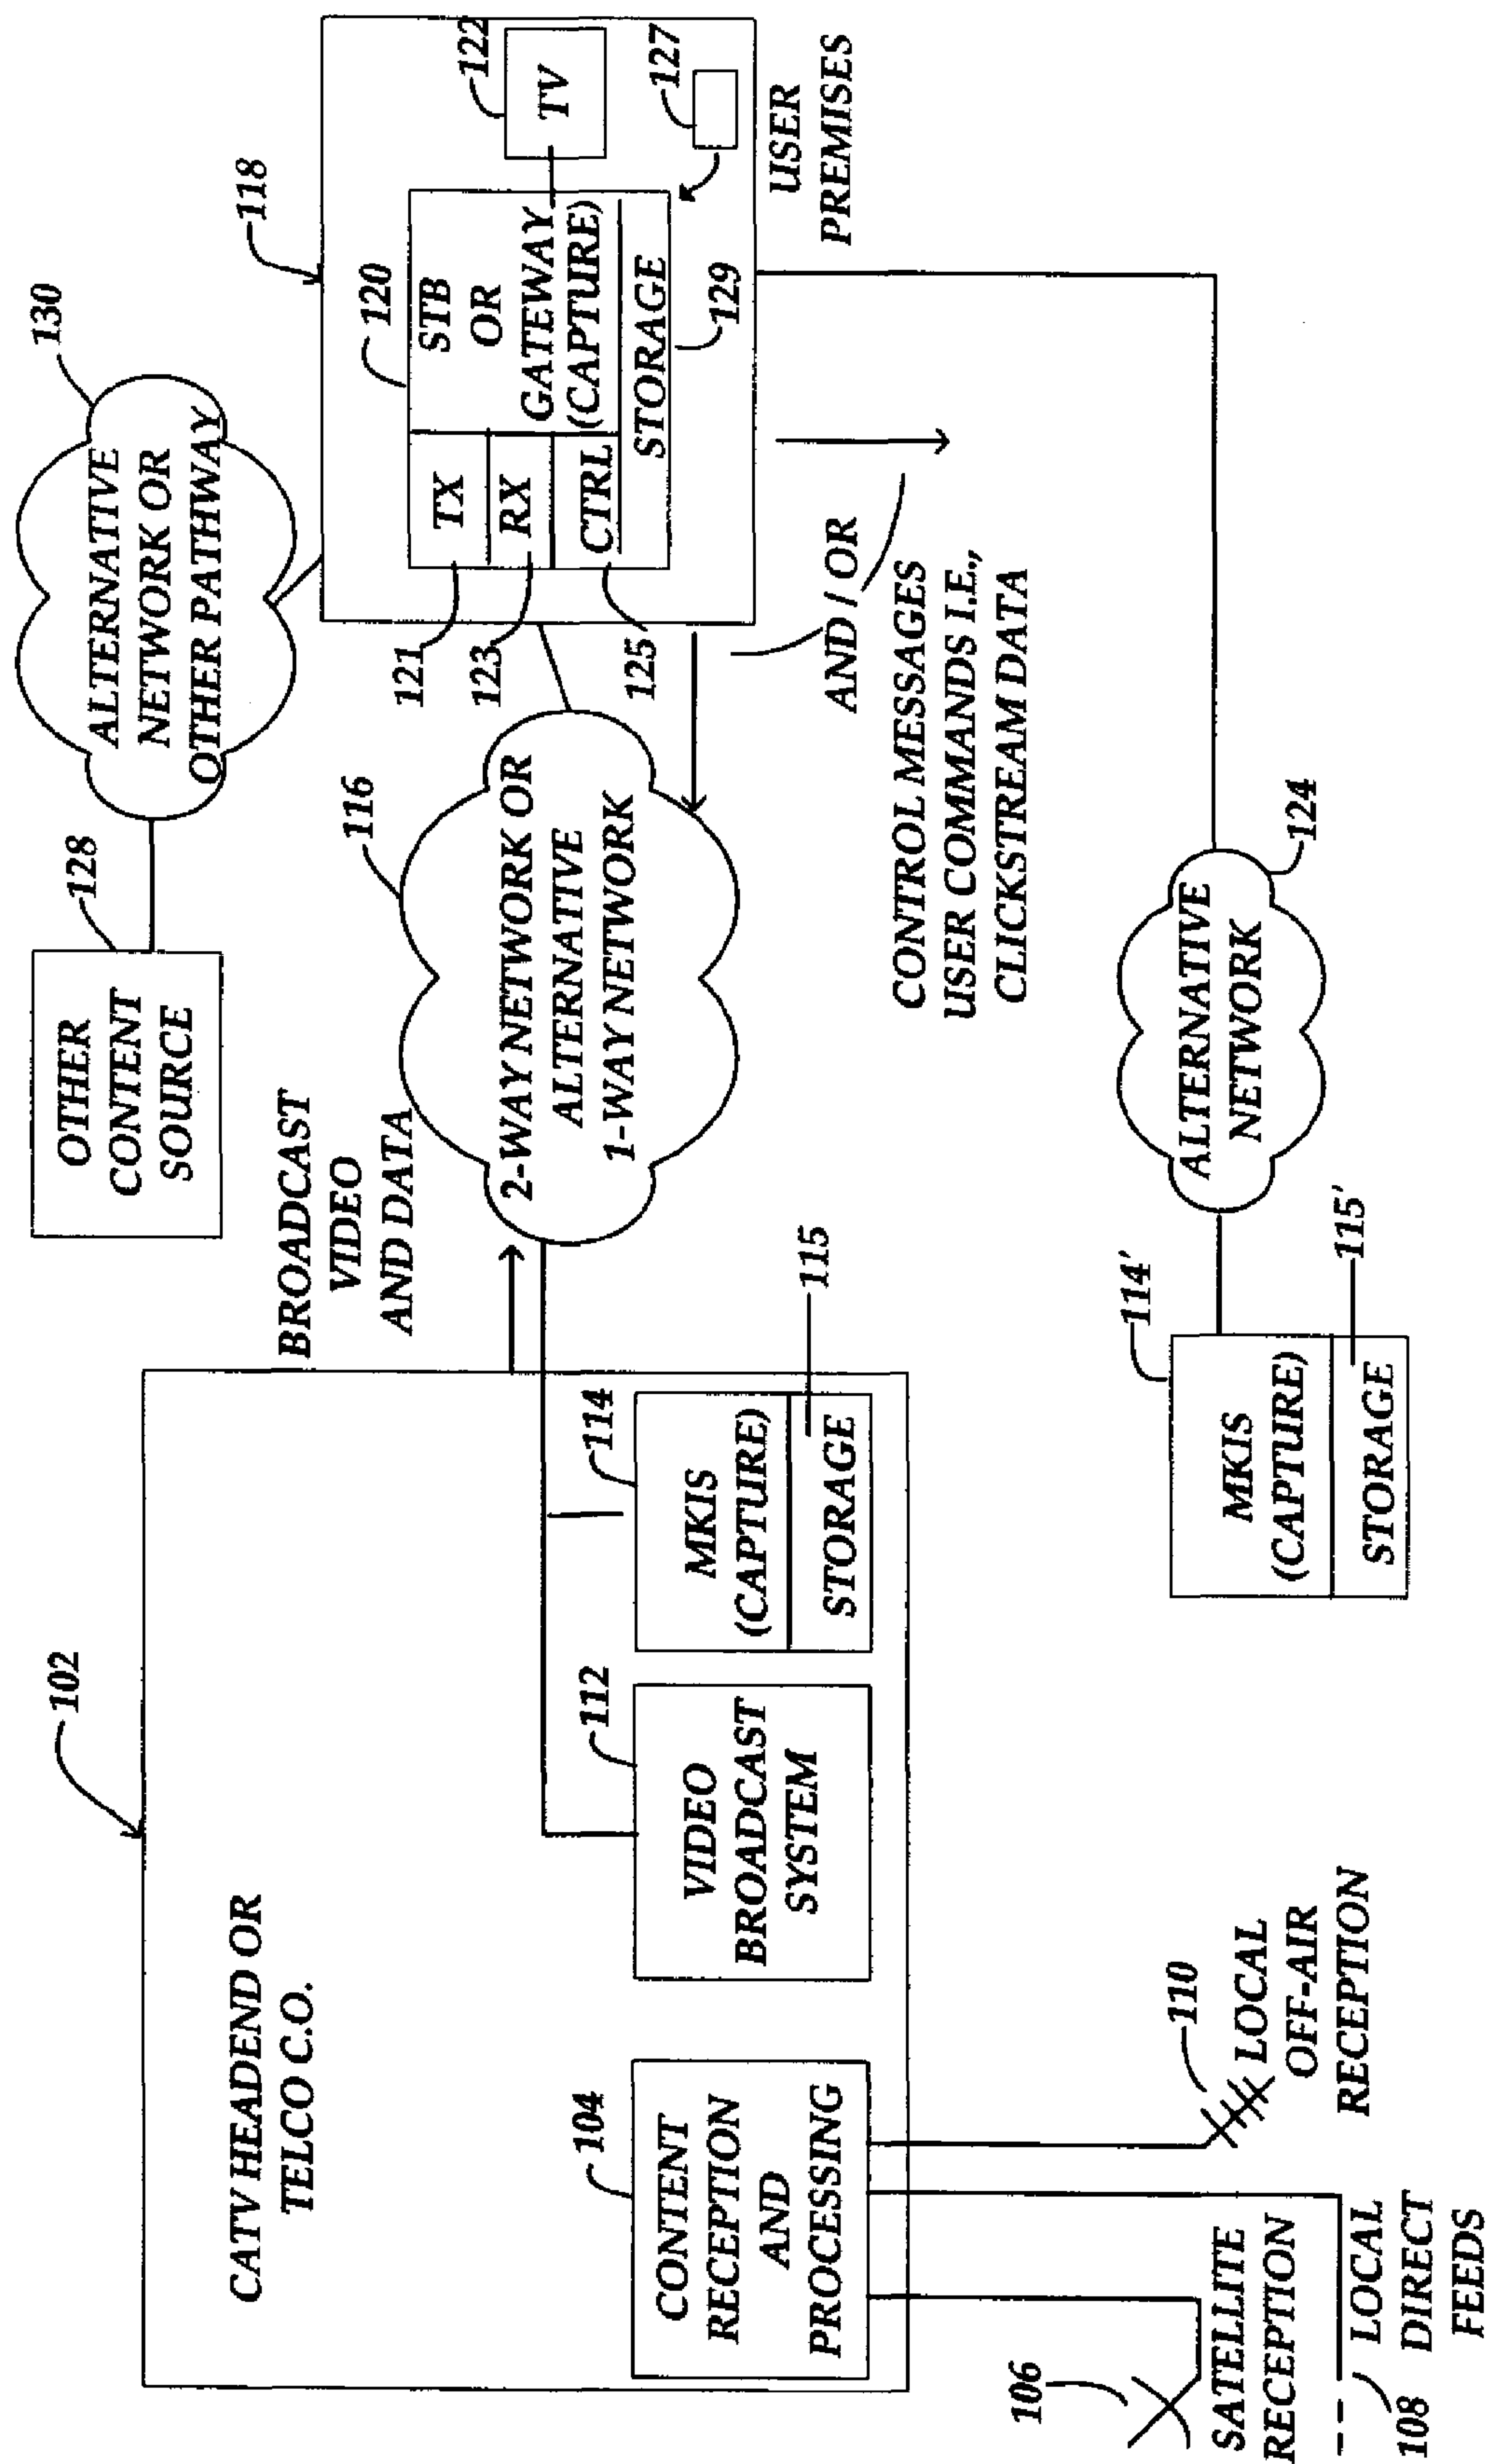 102
CATV HEADEND OR
TELCO C.O.
104
CONTENT
RECEPTION
AND
PROCESSING
106
SATELLITE
RECEPTION
108
LOCAL
DIRECT
FEEDS
110
LOCAL
OFF-AIR
RECEPTION
112
VIDEO
BROADCAST
SYSTEM
114
MKIS
(CAPTURE)
STORAGE
115
BROADCAST
VIDEO
AND DATA
116
2-WAY NETWORK OR
ALTERNATIVE
1-WAY NETWORK
OTHER
CONTENT
SOURCE
128
130
ALTERNATIVE
NETWORK OR
OTHER PATHWAY
118
120
TX
RX
CTRL
STB
OR
GATEWAY
(CAPTURE)
STORAGE
121
123
125
129
122
TV
127
USER
PREMISES
AND / OR
CONTROL MESSAGES
USER COMMANDS I.E.,
CLICKSTREAM DATA
124
ALTERNATIVE
NETWORK
114'
MKIS
(CAPTURE)
STORAGE
115'